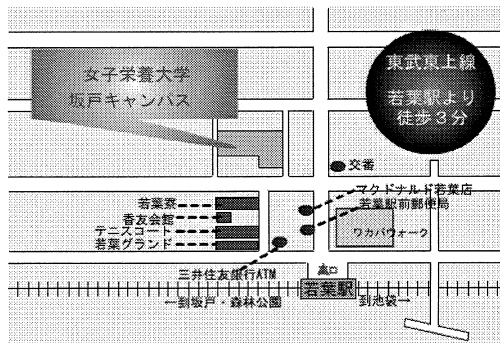 女子栄養大学
坂戸キャンパス
東武東上線
若葉駅より
徒歩3分
交番
マクドナルド若葉店
若葉駅前郵便局
ワカバウォーク
若葉寮
香友会館
テニスコート
若葉グランド
三井住友銀行ATM
若葉駅
←到坂戸・森林公園
到池袋→